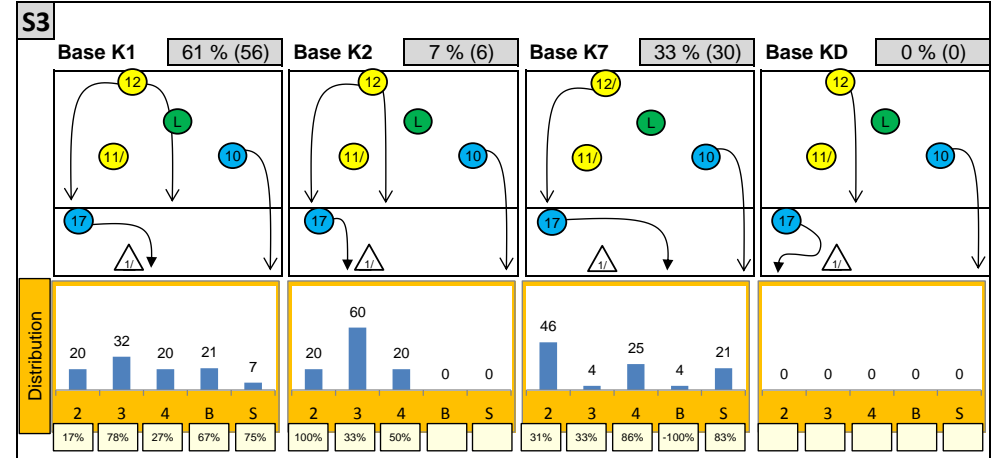 S3
Base K1 61 % (56) Base K2 7 % (6) Base K7 33 % (30) Base KD 0 % (0)
12 12 12/ 12
L L L L
11/ 10 11/ 10 11/ 10 11/ 10
17 17 17 17
1/ 1/ 1/ 1/
Distribution
20 32 20 21 7
20 60 20 0 0
46 4 25 4 21
0 0 0 0 0
2 3 4 B S 2 3 4 B S 2 3 4 B S 2 3 4 B S
17% 78% 27% 67% 75% 100% 33% 50% 31% 33% 86% -100% 83%